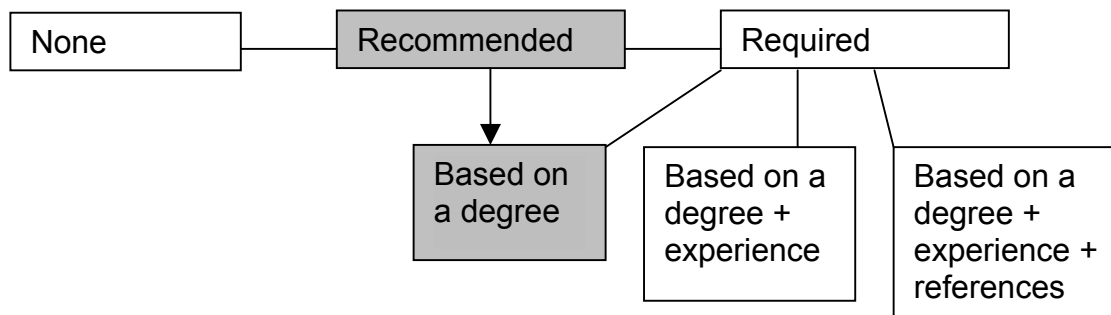 None
Recommended
Required
Based on
a degree
Based on a
degree +
experience
Based on a
degree +
experience +
references